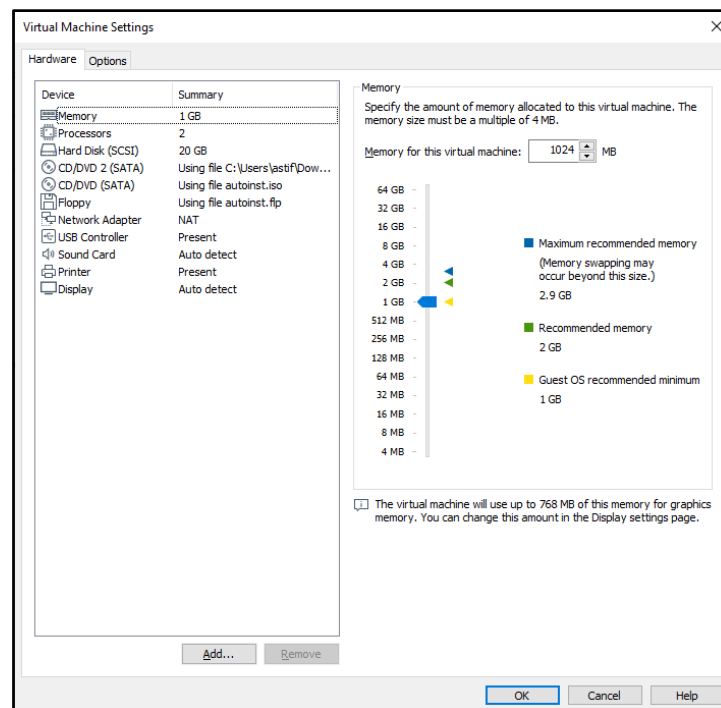 Virtual Machine Settings
Hardware Options
Device Summary
Memory 1 GB
Processors 2
Hard Disk (SCSI) 20 GB
CD/DVD 2 (SATA) Using file C:\Users\astif\Dow...
CD/DVD (SATA) Using file autoinst.iso
Floppy Using file autoinst.flp
Network Adapter NAT
USB Controller Present
Sound Card Auto detect
Printer Present
Display Auto detect
Add... Remove
Memory
Specify the amount of memory allocated to this virtual machine. The
memory size must be a multiple of 4 MB.
Memory for this virtual machine: 1024 MB
64 GB
32 GB
16 GB
8 GB
4 GB
2 GB
1 GB
512 MB
256 MB
128 MB
64 MB
32 MB
16 MB
8 MB
4 MB
Maximum recommended memory
(Memory swapping may
occur beyond this size.)
2.9 GB
Recommended memory
2 GB
Guest OS recommended minimum
1 GB
The virtual machine will use up to 768 MB of this memory for graphics
memory. You can change this amount in the Display settings page.
OK Cancel Help